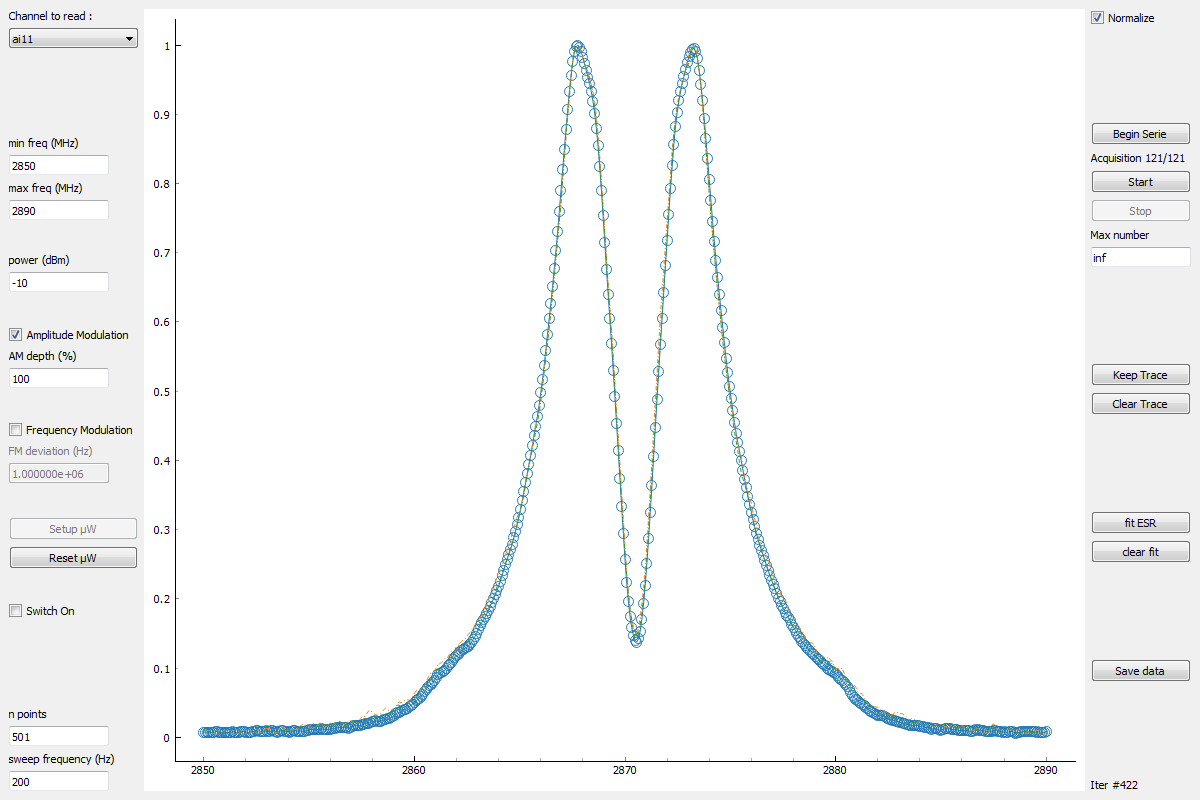 Channel to read :
ai11
min freq (MHz)
2850
max freq (MHz)
2890
power (dBm)
-10
Amplitude Modulation
AM depth (%)
100
Frequency Modulation
FM deviation (Hz)
1.000000e+06
Setup µW
Reset µW
Switch On
n points
501
sweep frequency (Hz)
200
1
0.9
0.8
0.7
0.6
0.5
0.4
0.3
0.2
0.1
0
2850
2860
2870
2880
2890
Normalize
Begin Serie
Acquisition 121/121
Start
Stop
Max number
inf
Keep Trace
Clear Trace
fit ESR
clear fit
Save data
Iter #422